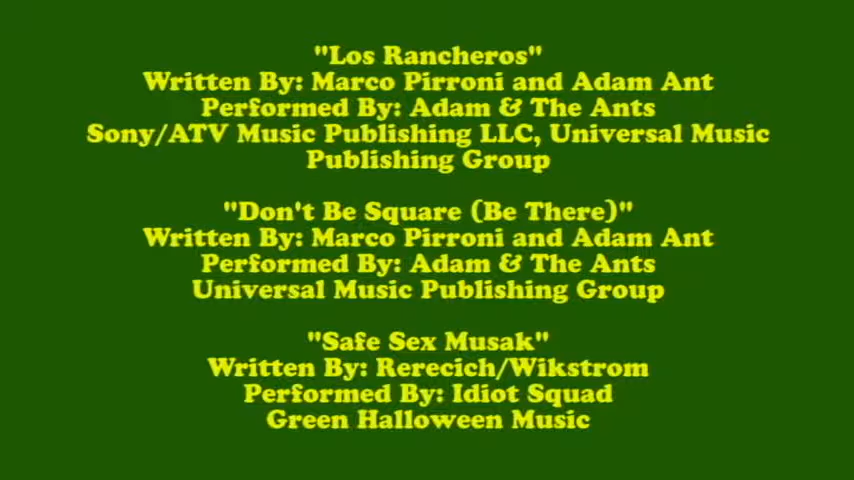 "Los Rancheros"
Written By: Marco Pirroni and Adam Ant
Performed By: Adam & The Ants
Sony/ATV Music Publishing LLC, Universal Music
Publishing Group
"Don't Be Square (Be There)"
Written By: Marco Pirroni and Adam Ant
Performed By: Adam & The Ants
Universal Music Publishing Group
"Safe Sex Musak"
Written By: Rerecich/Wikstrom
Performed By: Idiot Squad
Green Halloween Music